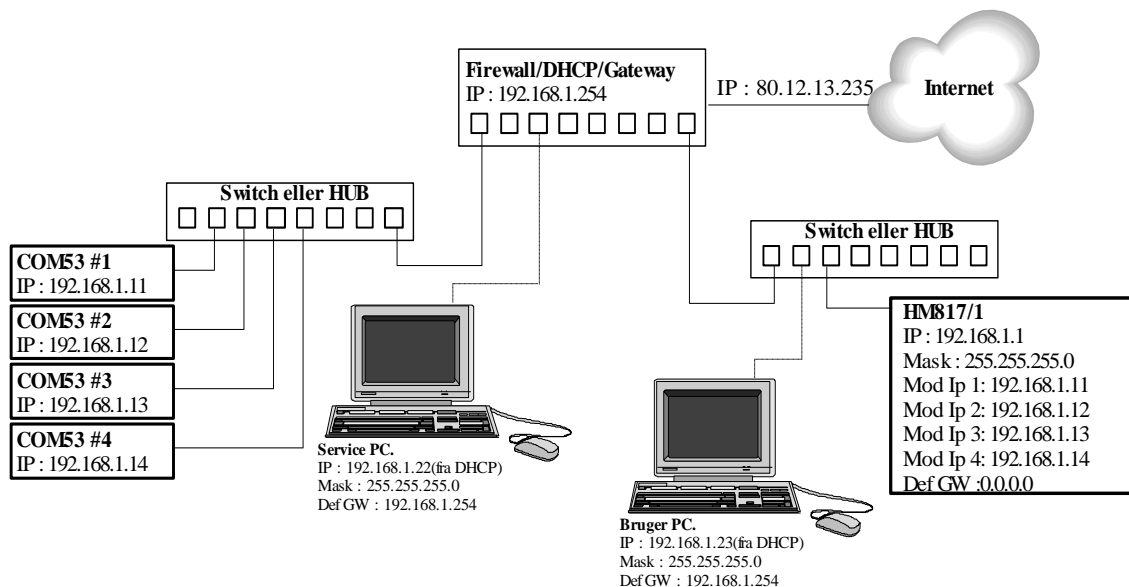 Firewall/DHCP/Gateway
IP : 192.168.1.254
IP : 80.12.13.235
Internet
Switch eller HUB
Switch eller HUB
COM53 #1
IP : 192.168.1.11
COM53 #2
IP : 192.168.1.12
COM53 #3
IP : 192.168.1.13
COM53 #4
IP : 192.168.1.14
Service PC.
IP : 192.168.1.22(fra DHCP)
Mask : 255.255.255.0
Def GW : 192.168.1.254
Bruger PC.
IP : 192.168.1.23(fra DHCP)
Mask : 255.255.255.0
Def GW : 192.168.1.254
HM817/1
IP : 192.168.1.1
Mask : 255.255.255.0
Mod Ip 1: 192.168.1.11
Mod Ip 2: 192.168.1.12
Mod Ip 3: 192.168.1.13
Mod Ip 4: 192.168.1.14
Def GW :0.0.0.0